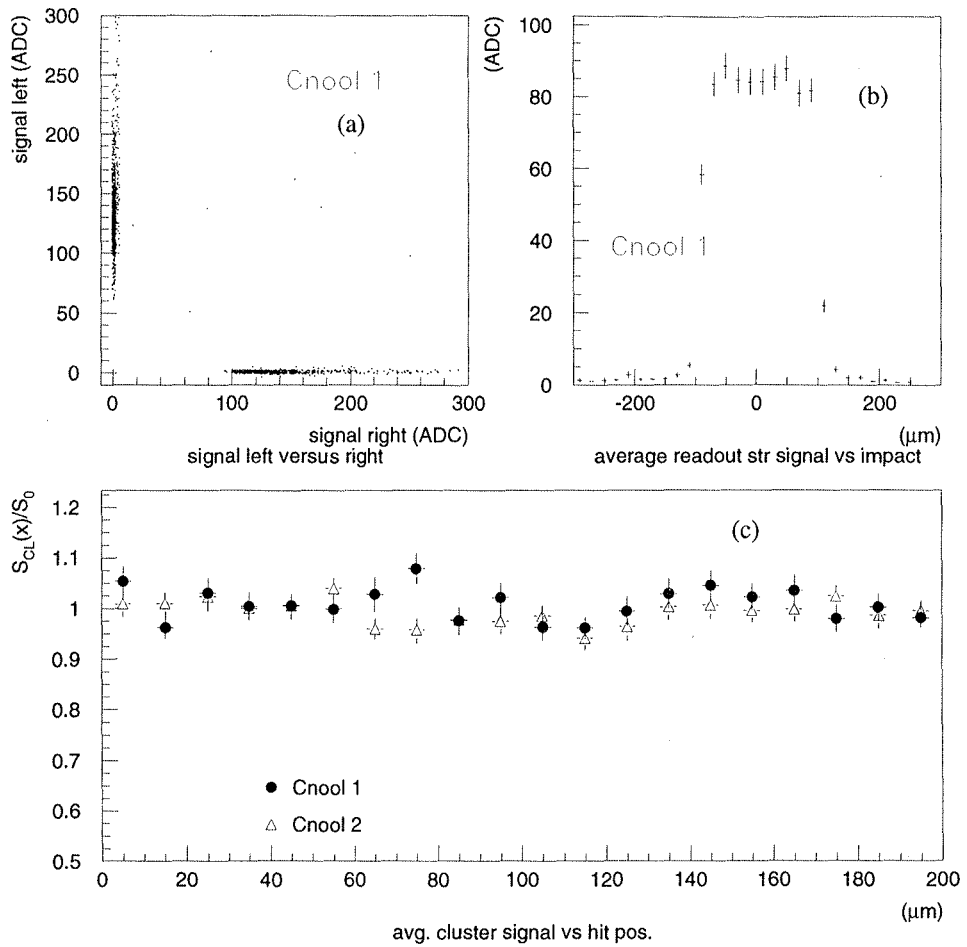 signal left (ADC)
300
250
200
150
100
50
0
Cnool 1
(a)
0
100
200
300
signal right (ADC)
signal left versus right
(ADC)
100
80
60
40
20
0
(b)
Cnool 1
-200
0
200
(μm)
average readout str signal vs impact
S_CL(x)/S_0
1.2
1.1
1
0.9
0.8
0.7
0.6
0.5
(c)
Cnool 1
Cnool 2
0
20
40
60
80
100
120
140
160
180
200
(μm)
avg. cluster signal vs hit pos.